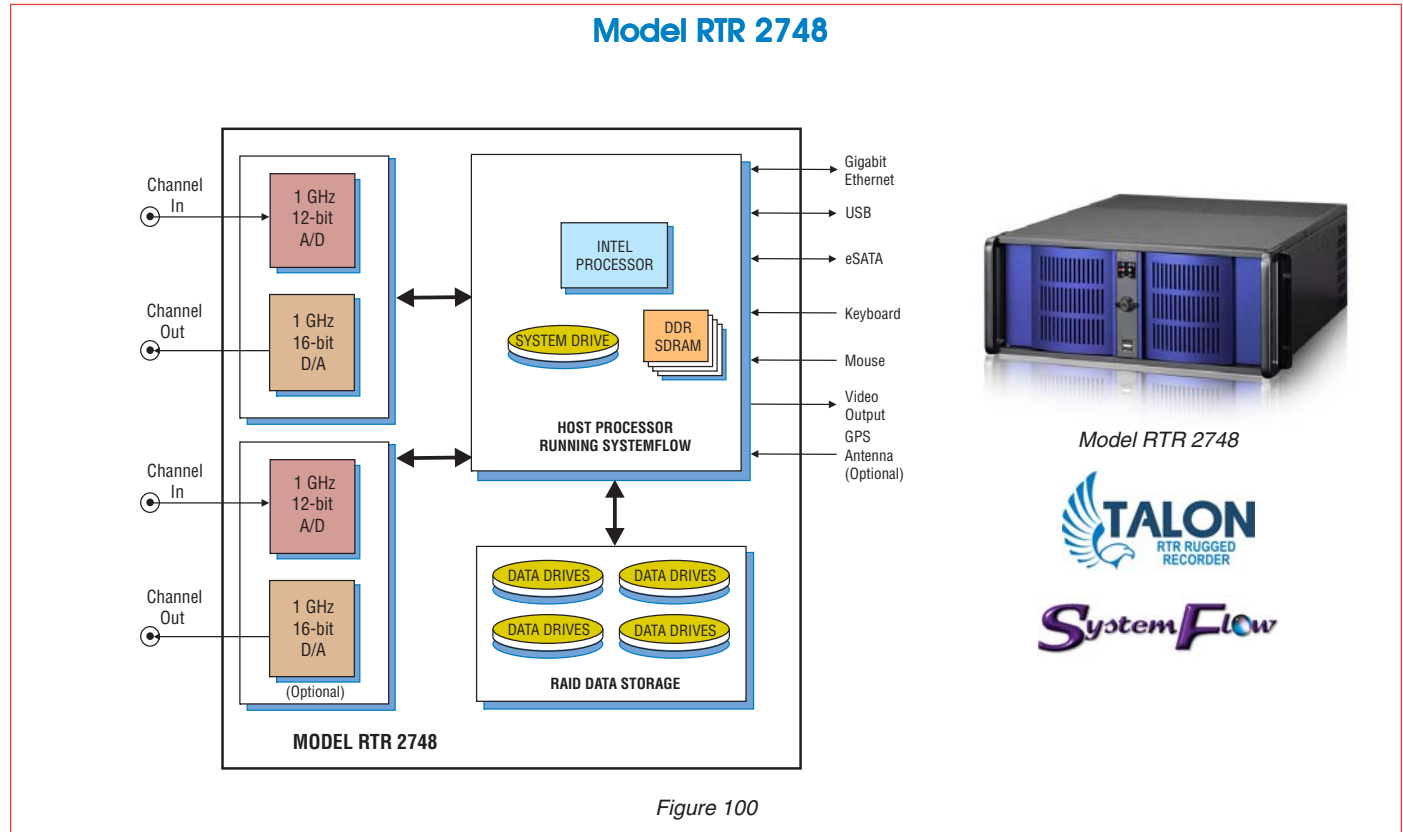 Model RTR 2748
Channel
In
1 GHz
12-bit
A/D
Channel
Out
1 GHz
16-bit
D/A
Channel
In
1 GHz
12-bit
A/D
Channel
Out
1 GHz
16-bit
D/A
(Optional)
MODEL RTR 2748
INTEL
PROCESSOR
SYSTEM DRIVE
DDR
SDRAM
HOST PROCESSOR
RUNNING SYSTEMFLOW
DATA DRIVES
DATA DRIVES
DATA DRIVES
DATA DRIVES
RAID DATA STORAGE
Gigabit
Ethernet
USB
eSATA
Keyboard
Mouse
Video
Output
GPS
Antenna
(Optional)
Model RTR 2748
TALON
RTR RUGGED
RECORDER
SystemFlow
Figure 100